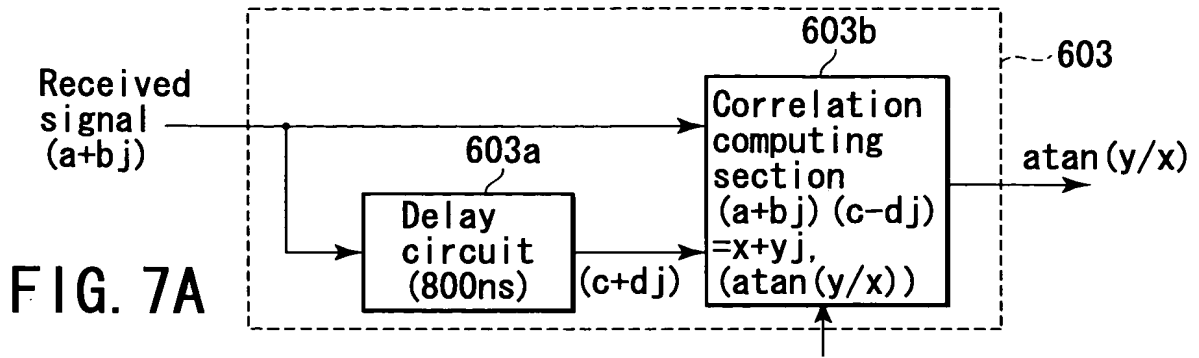 603b
603
Received
signal
(a+bj)
603a
Correlation
computing
section
(a+bj)(c-dj)
=x+yj,
(atan(y/x))
atan(y/x)
Delay
circuit
(800ns)
(c+dj)
FIG. 7A